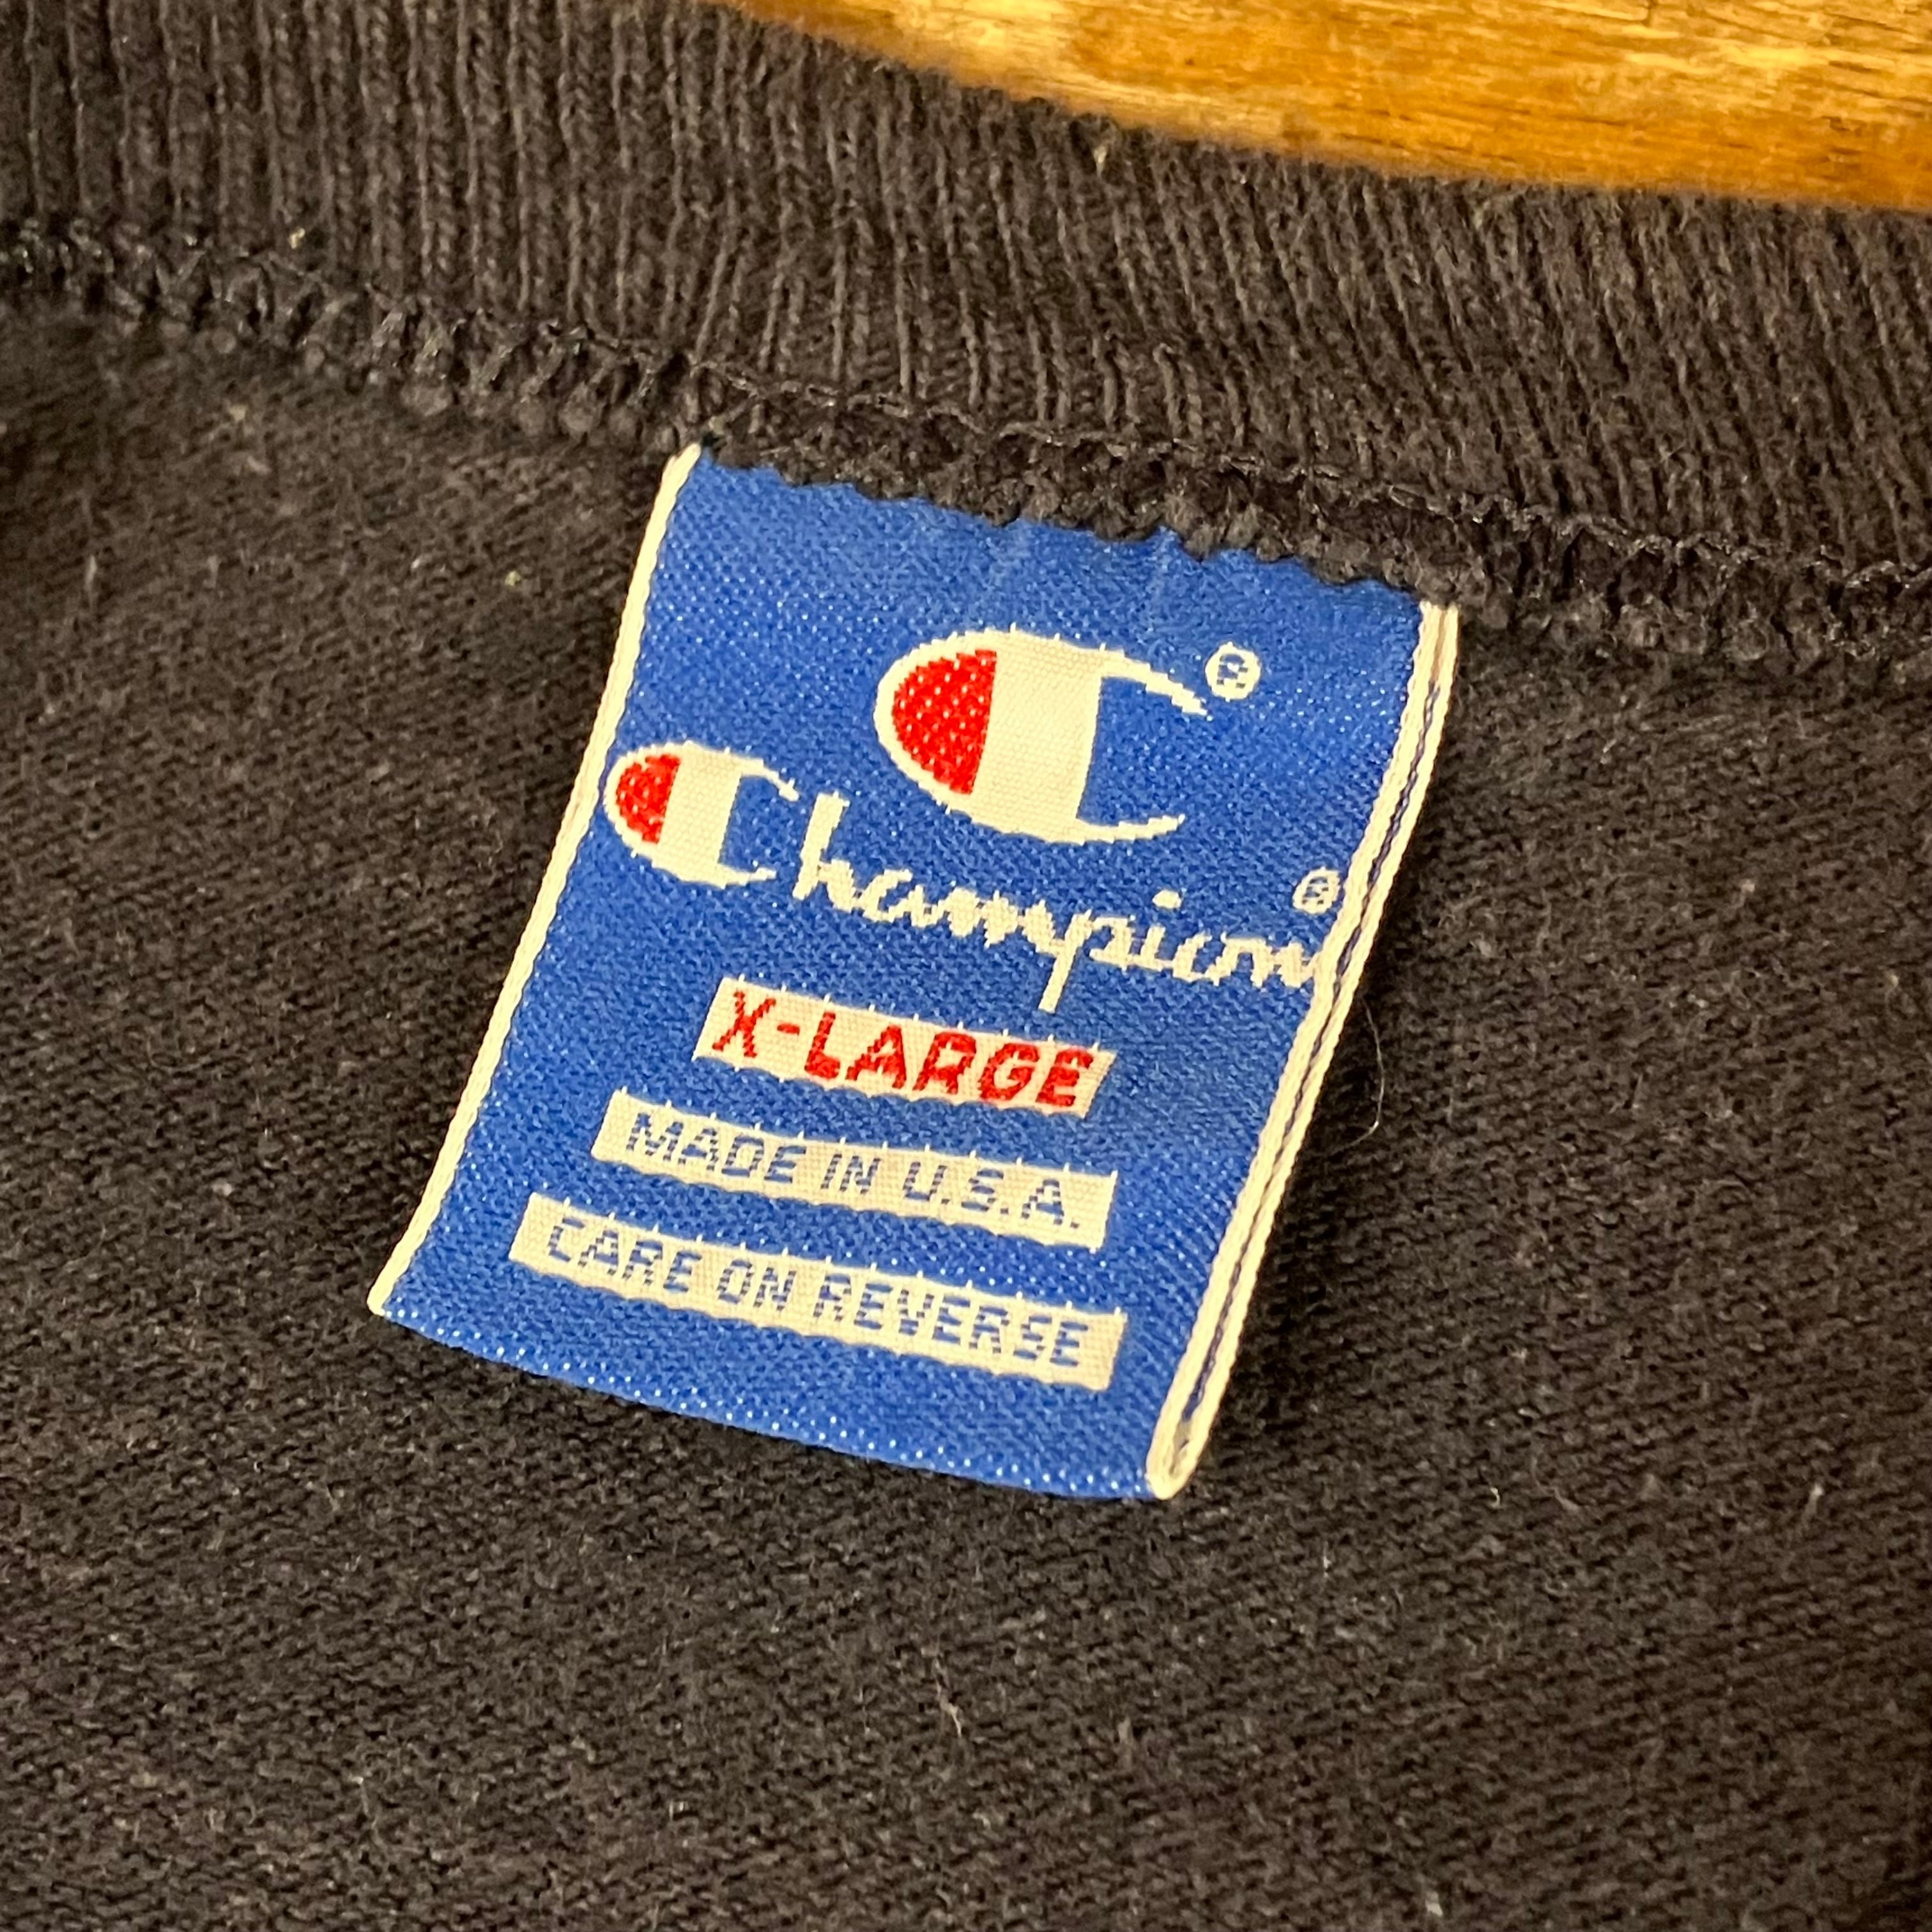 C®
Champion®
X-LARGE
MADE IN U.S.A.
CARE ON REVERSE